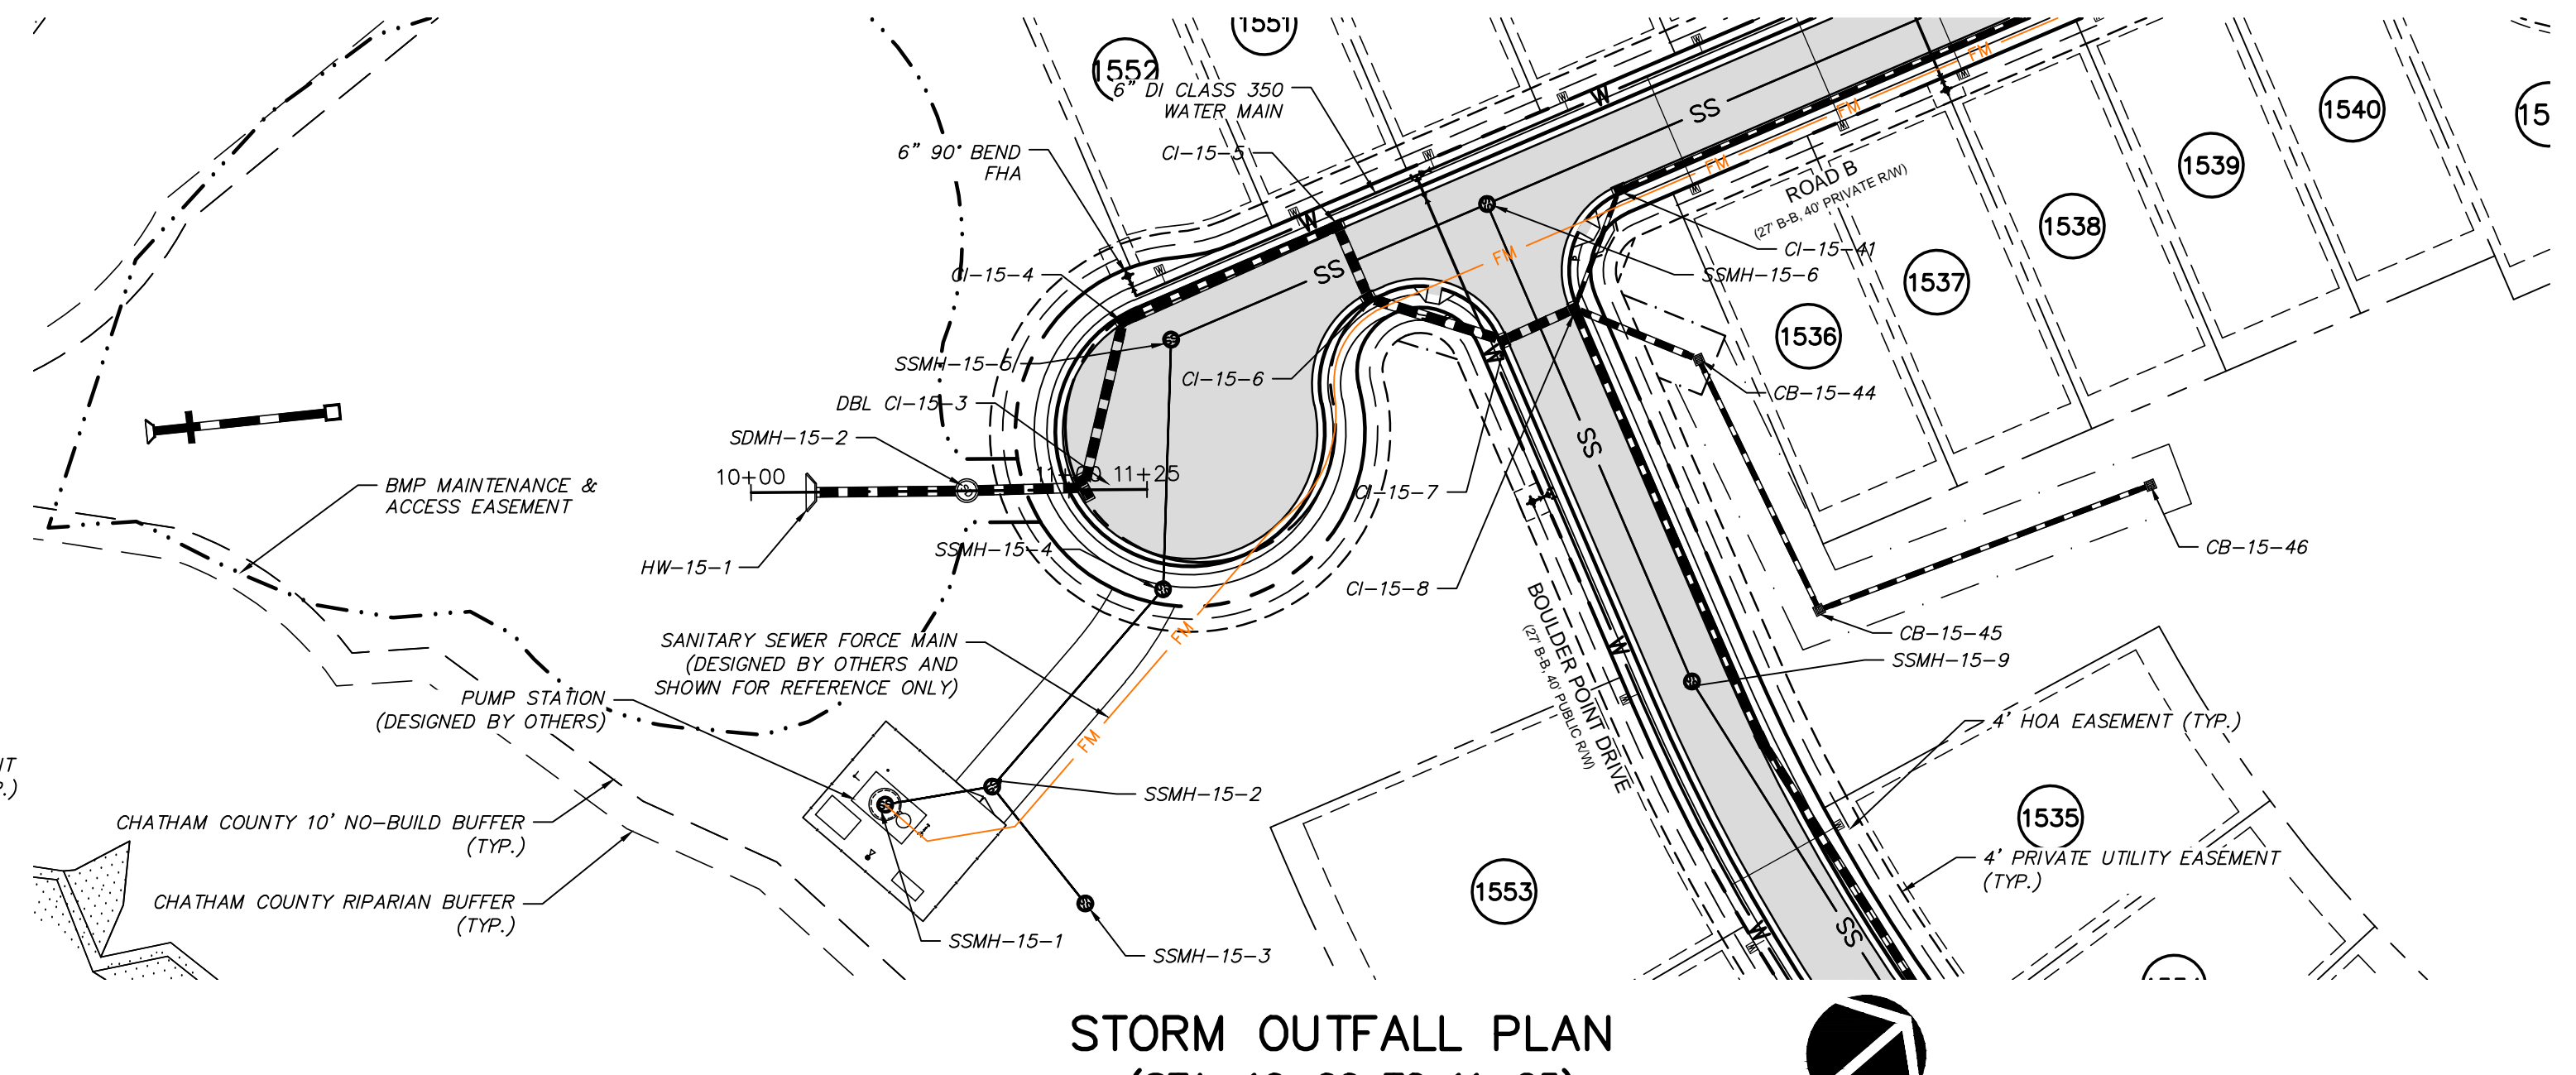 1551
1552
6" DI CLASS 350
WATER MAIN
6" 90° BEND
FHA
CI-15-5
CI-15-4
SSMH-15-5
DBL CI-15-3
SDMH-15-2
10+00
11+00
11+25
HW-15-1
SSMH-15-4
BMP MAINTENANCE &
ACCESS EASEMENT
SANITARY SEWER FORCE MAIN
(DESIGNED BY OTHERS AND
SHOWN FOR REFERENCE ONLY)
PUMP STATION
(DESIGNED BY OTHERS)
CHATHAM COUNTY 10' NO-BUILD BUFFER
(TYP.)
CHATHAM COUNTY RIPARIAN BUFFER
(TYP.)
SSMH-15-1
SSMH-15-2
SSMH-15-3
CI-15-6
CI-15-7
CI-15-8
W
W
W
W
W
SS
SS
SS
SS
FM
FM
FM
FM
FM
FM
ROAD B
(27' B-B, 40' PRIVATE R/W)
CI-15-41
SSMH-15-6
1540
1539
1538
1537
1536
CB-15-44
CB-15-46
CB-15-45
SSMH-15-9
BOULDER POINT DRIVE
(27' B-B, 40' PUBLIC R/W)
4' HOA EASEMENT (TYP.)
1535
4' PRIVATE UTILITY EASEMENT
(TYP.)
1553
STORM OUTFALL PLAN